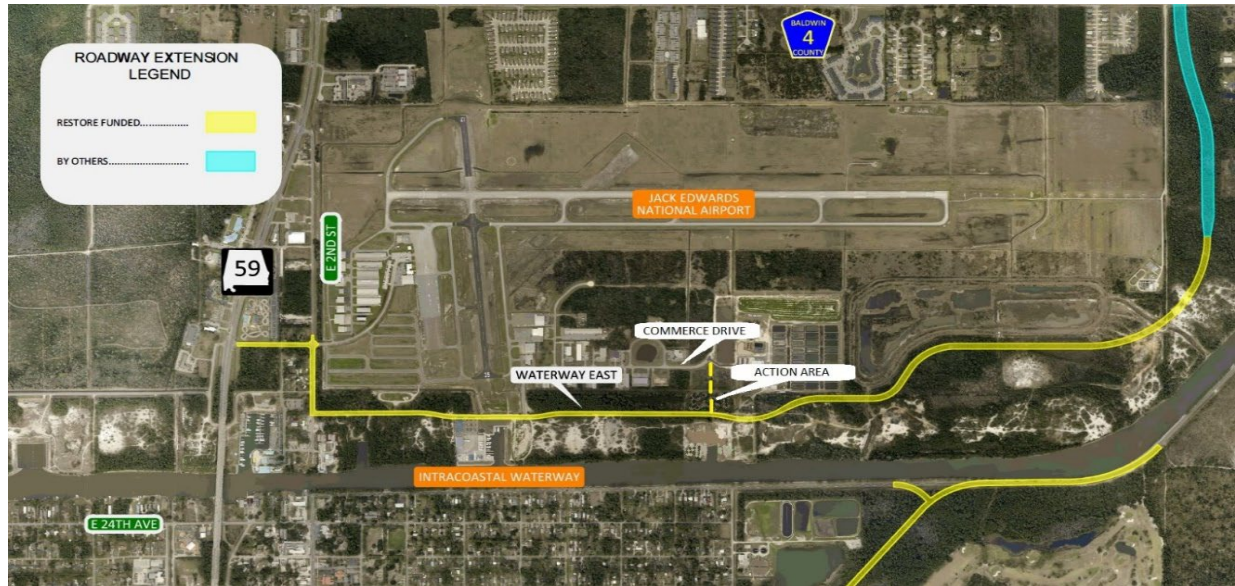 ROADWAY EXTENSION
LEGEND
RESTORE FUNDED................
BY OTHERS............................
BALDWIN
4
COUNTY
JACK EDWARDS
NATIONAL AIRPORT
E 2ND ST
59
COMMERCE DRIVE
WATERWAY EAST
ACTION AREA
INTRACOASTAL WATERWAY
E 24TH AVE